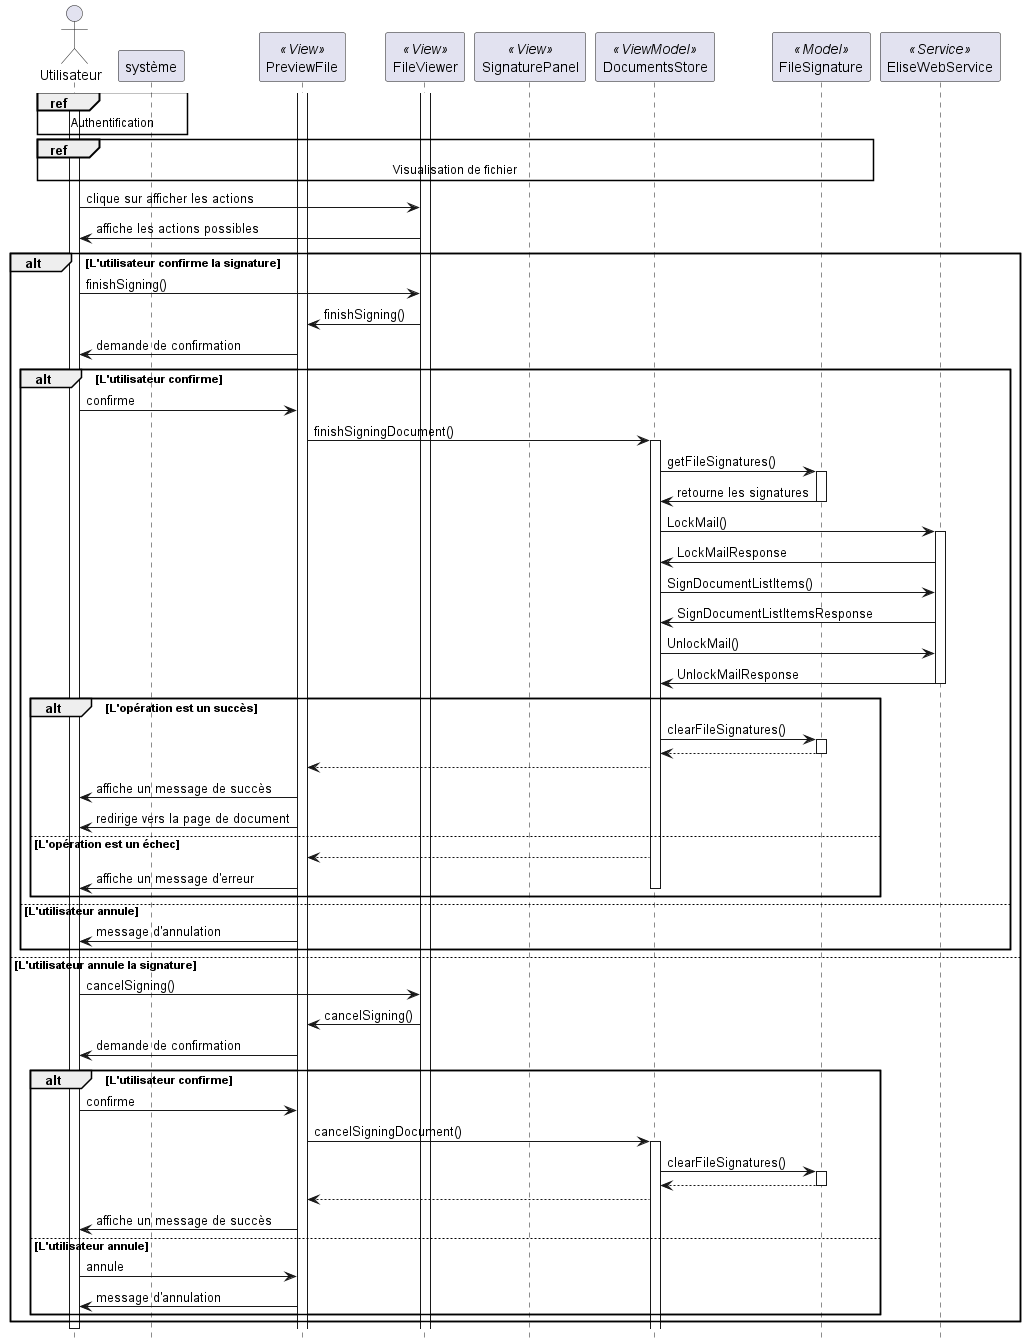 Utilisateur
système
«View»
PreviewFile
«View»
FileViewer
«View»
SignaturePanel
«ViewModel»
DocumentsStore
«Model»
FileSignature
«Service»
EliseWebService
ref
Authentification
ref
Visualisation de fichier
clique sur afficher les actions
affiche les actions possibles
alt [L'utilisateur confirme la signature]
finishSigning()
finishSigning()
demande de confirmation
alt [L'utilisateur confirme]
confirme
finishSigningDocument()
getFileSignatures()
retourne les signatures
LockMail()
LockMailResponse
SignDocumentListItems()
SignDocumentListItemsResponse
UnlockMail()
UnlockMailResponse
alt [L'opération est un succès]
clearFileSignatures()
affiche un message de succès
redirige vers la page de document
[L'opération est un échec]
affiche un message d'erreur
[L'utilisateur annule]
message d'annulation
[L'utilisateur annule la signature]
cancelSigning()
cancelSigning()
demande de confirmation
alt [L'utilisateur confirme]
confirme
cancelSigningDocument()
clearFileSignatures()
affiche un message de succès
[L'utilisateur annule]
annule
message d'annulation